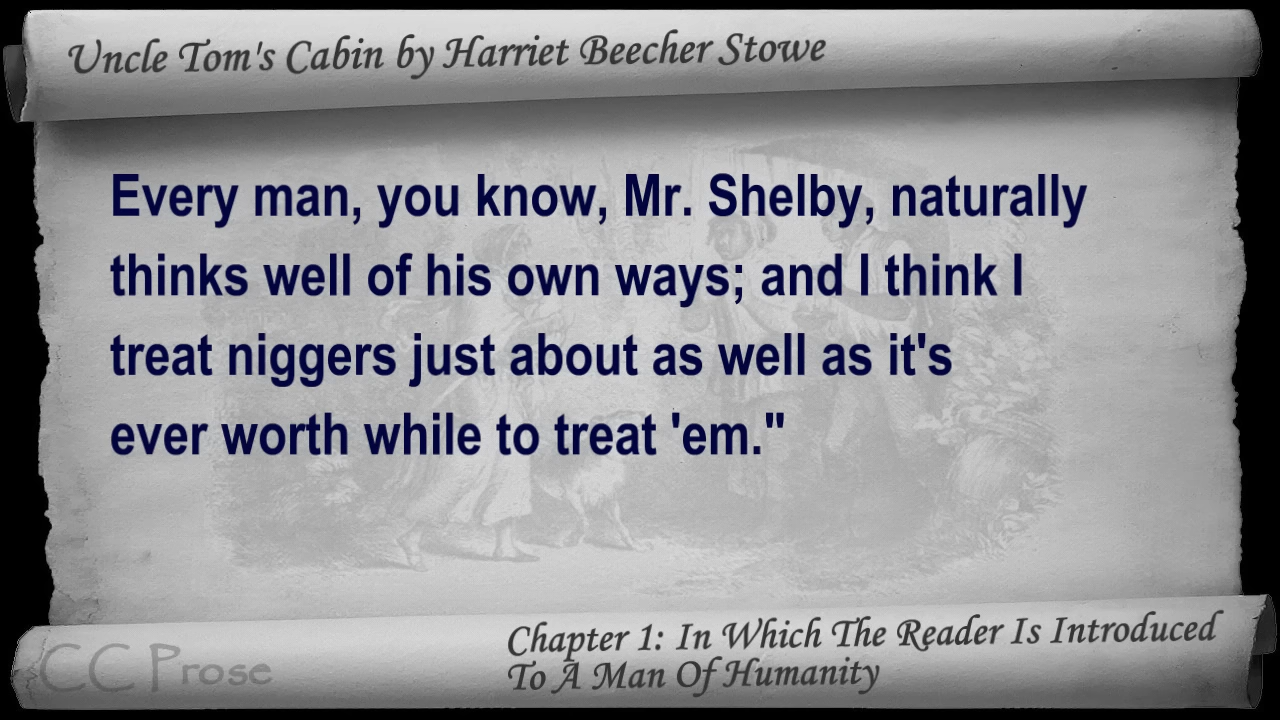 Uncle Tom's Cabin by Harriet Beecher Stowe
Every man, you know, Mr. Shelby, naturally
thinks well of his own ways; and I think I
treat niggers just about as well as it's
ever worth while to treat 'em."
CC Prose
Chapter 1: In Which The Reader Is Introduced
To A Man Of Humanity